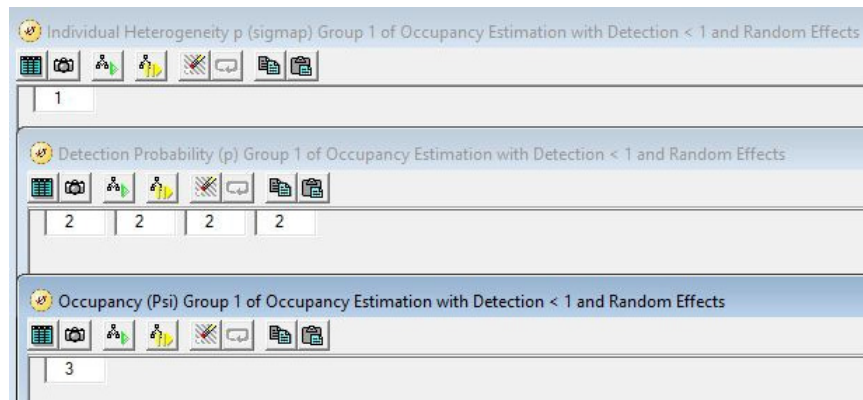 Individual Heterogeneity p (sigmap) Group 1 of Occupancy Estimation with Detection < 1 and Random Effects
1
Detection Probability (p) Group 1 of Occupancy Estimation with Detection < 1 and Random Effects
2 2 2 2
Occupancy (Psi) Group 1 of Occupancy Estimation with Detection < 1 and Random Effects
3